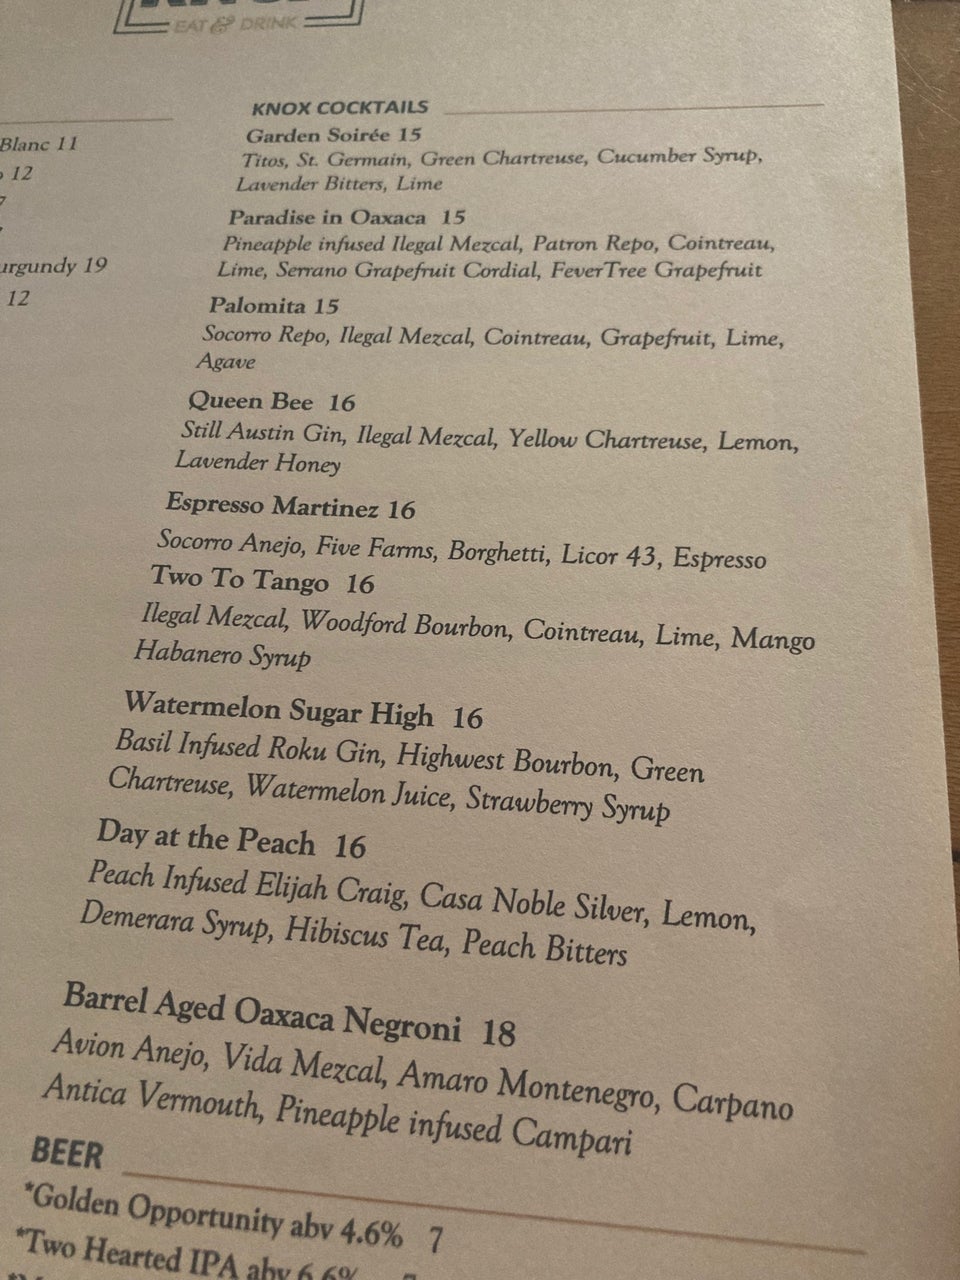 EAT & DRINK
Blanc 11
12
urgundy 19
12
KNOX COCKTAILS
Garden Soirée 15
Titos, St. Germain, Green Chartreuse, Cucumber Syrup,
Lavender Bitters, Lime
Paradise in Oaxaca 15
Pineapple infused Ilegal Mezcal, Patron Repo, Cointreau,
Lime, Serrano Grapefruit Cordial, FeverTree Grapefruit
Palomita 15
Socorro Repo, Ilegal Mezcal, Cointreau, Grapefruit, Lime,
Agave
Queen Bee 16
Still Austin Gin, Ilegal Mezcal, Yellow Chartreuse, Lemon,
Lavender Honey
Espresso Martinez 16
Socorro Anejo, Five Farms, Borghetti, Licor 43, Espresso
Two To Tango 16
Ilegal Mezcal, Woodford Bourbon, Cointreau, Lime, Mango
Habanero Syrup
Watermelon Sugar High 16
Basil Infused Roku Gin, Highwest Bourbon, Green
Chartreuse, Watermelon Juice, Strawberry Syrup
Day at the Peach 16
Peach Infused Elijah Craig, Casa Noble Silver, Lemon,
Demerara Syrup, Hibiscus Tea, Peach Bitters
Barrel Aged Oaxaca Negroni 18
Avion Anejo, Vida Mezcal, Amaro Montenegro, Carpano
Antica Vermouth, Pineapple infused Campari
BEER
*Golden Opportunity abv 4.6% 7
*Two Hearted IPA abv 6.6%